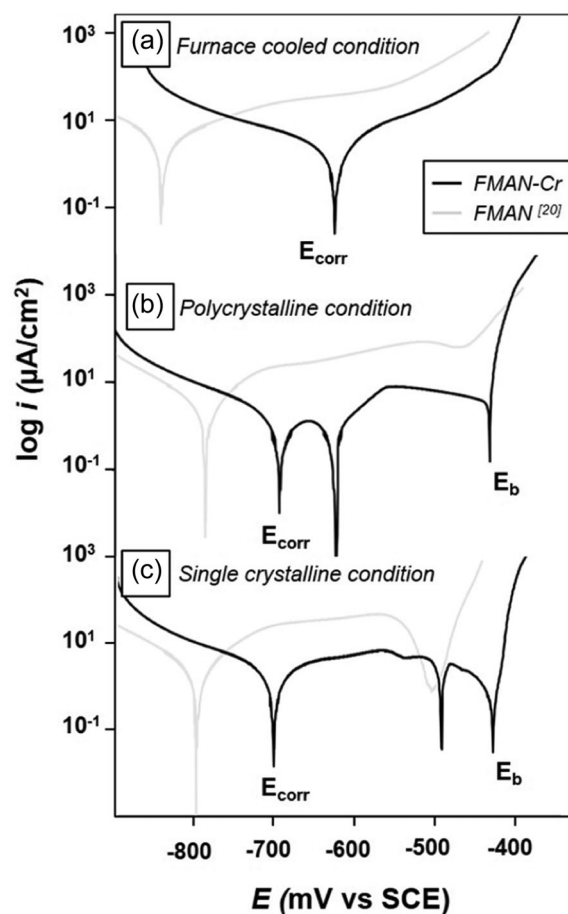 (a) Furnace cooled condition
10³
10¹
10⁻¹
FMAN-Cr
FMAN [20]
E_corr
(b) Polycrystalline condition
10³
10¹
10⁻¹
E_corr
E_b
(c) Single crystalline condition
10³
10¹
10⁻¹
E_corr
E_b
log i (μA/cm²)
-800 -700 -600 -500 -400
E (mV vs SCE)